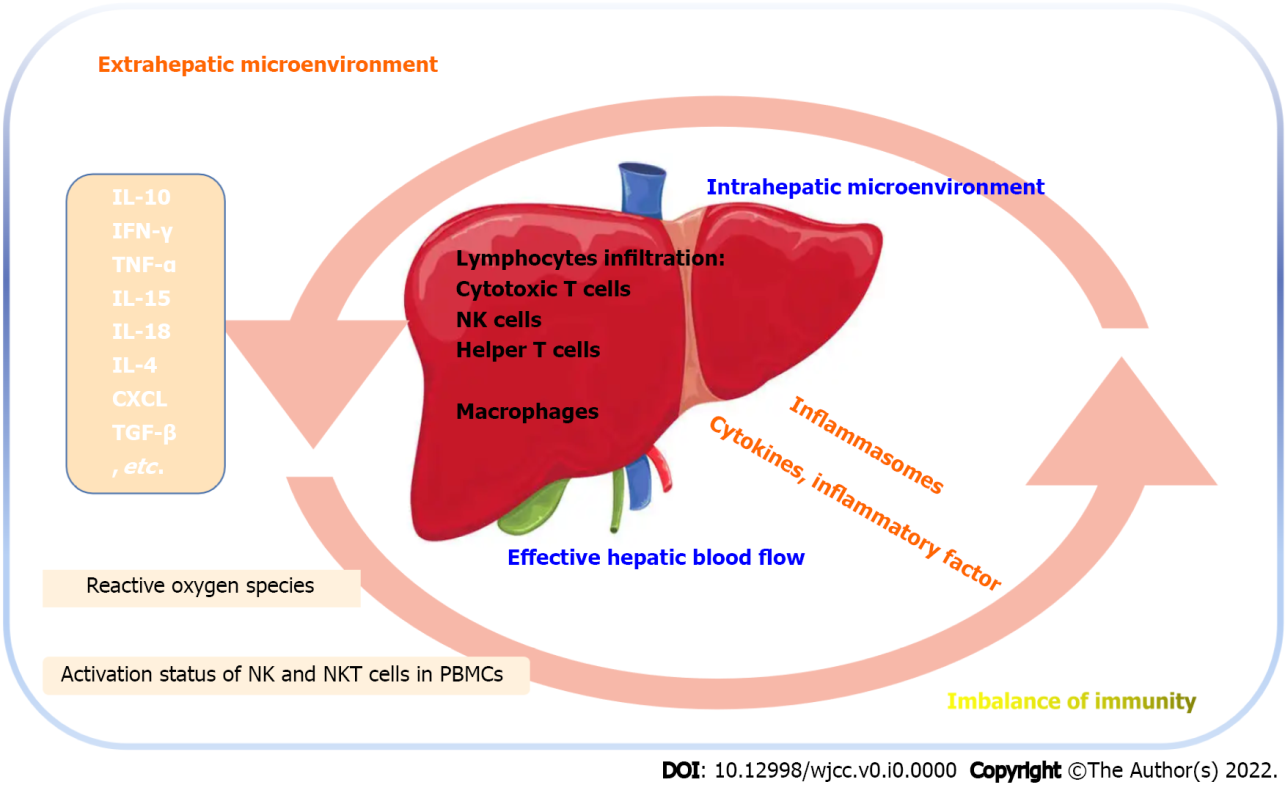 Extrahepatic microenvironment
Intrahepatic microenvironment
IL-10
IFN-γ
TNF-α
IL-15
IL-18
IL-4
CXCL
TGF-β
, etc.
Lymphocytes infiltration:
Cytotoxic T cells
NK cells
Helper T cells
Macrophages
Inflammasomes
Cytokines, inflammatory factor
Effective hepatic blood flow
Reactive oxygen species
Activation status of NK and NKT cells in PBMCs
Imbalance of immunity
DOI: 10.12998/wjcc.v0.i0.0000 Copyright ©The Author(s) 2022.